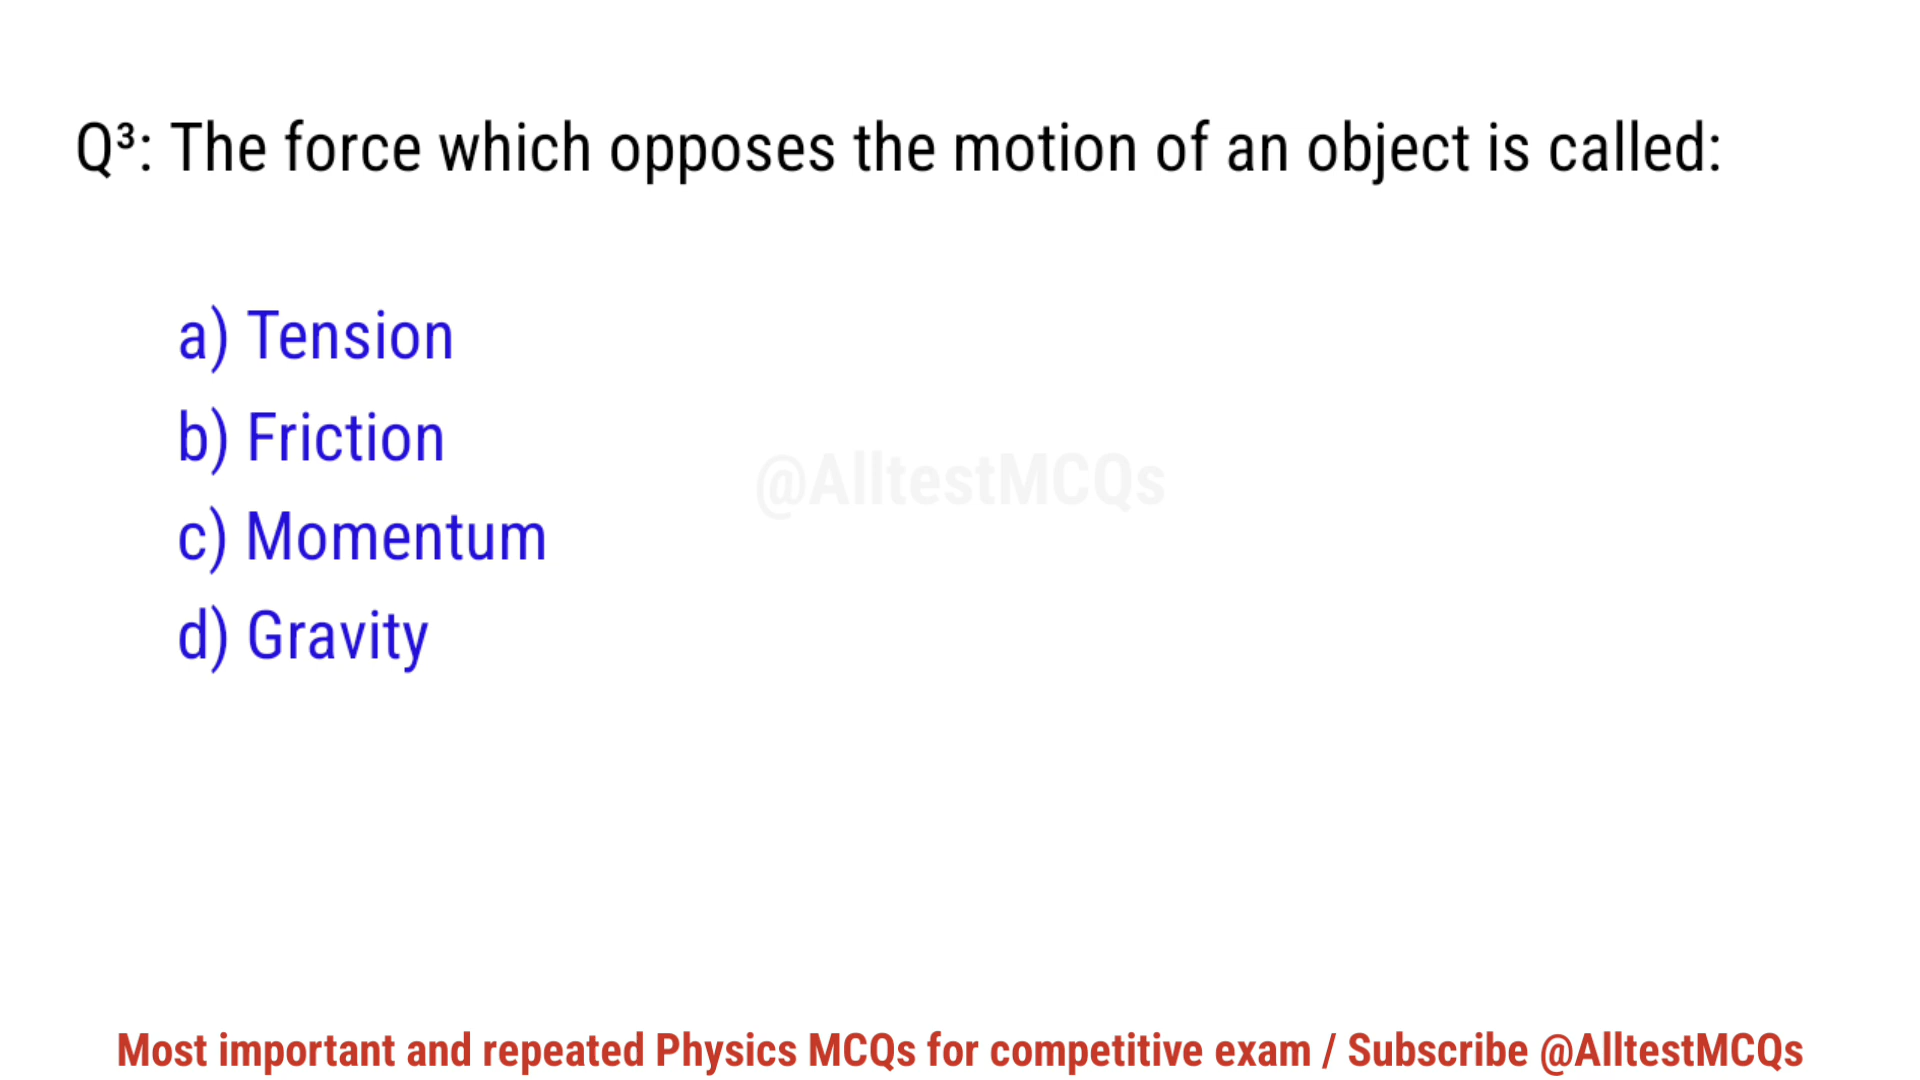 Q³: The force which opposes the motion of an object is called:
a) Tension
b) Friction
@AlltestMCQs
c) Momentum
d) Gravity
Most important and repeated Physics MCQs for competitive exam / Subscribe @AlltestMCQs